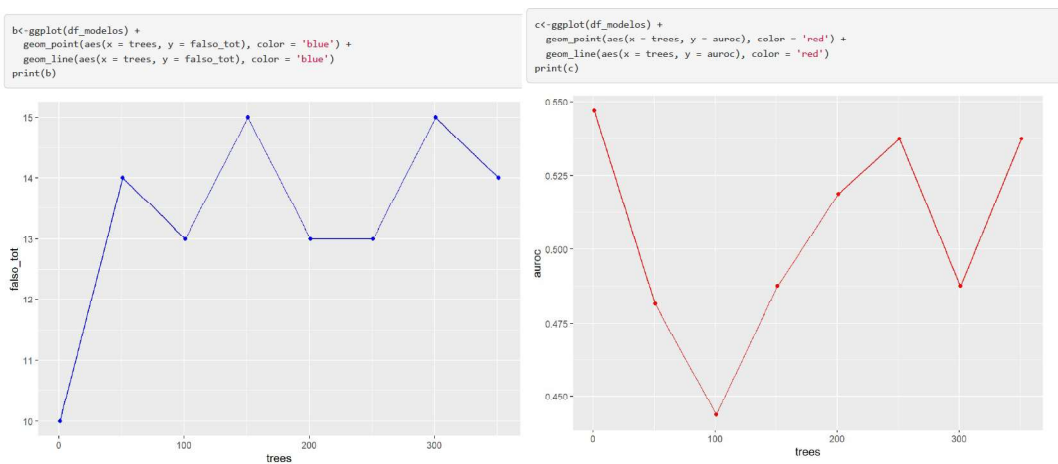 b<-ggplot(df_modelos) +
geom_point(aes(x = trees, y = falso_tot), color = 'blue') +
geom_line(aes(x = trees, y = falso_tot), color = 'blue')
print(b)
15
14
13
12
11
10
falso_tot
0 100 200 300
trees
c<-ggplot(df_modelos) +
geom_point(aes(x = trees, y = auroc), color = 'red') +
geom_line(aes(x = trees, y = auroc), color = 'red')
print(c)
0.550
0.525
0.500
0.475
0.450
auroc
0 100 200 300
trees